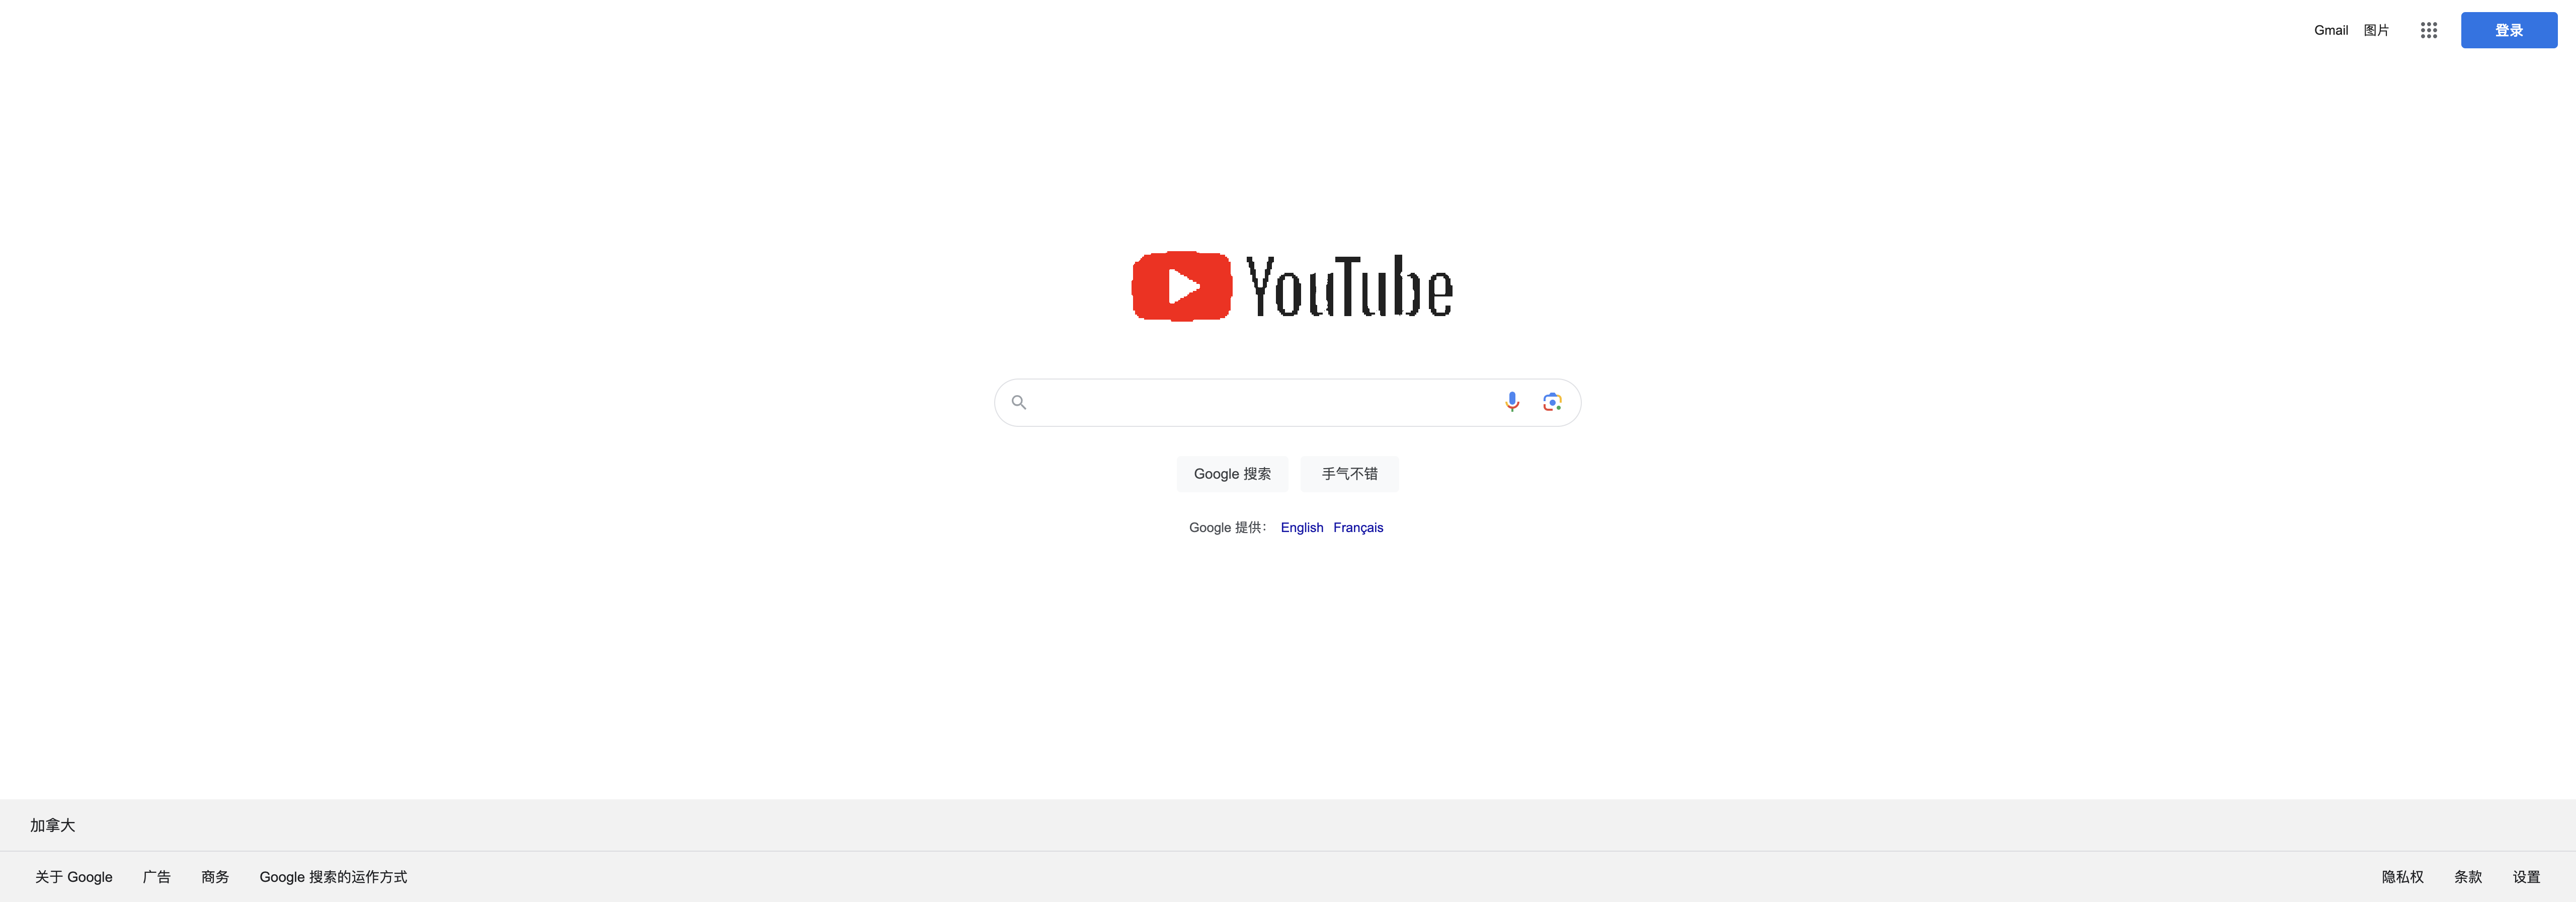 Gmail 图片 登录
YouTube
Google 搜索 手气不错
Google 提供： English Français
加拿大
关于 Google 广告 商务 Google 搜索的运作方式 隐私权 条款 设置